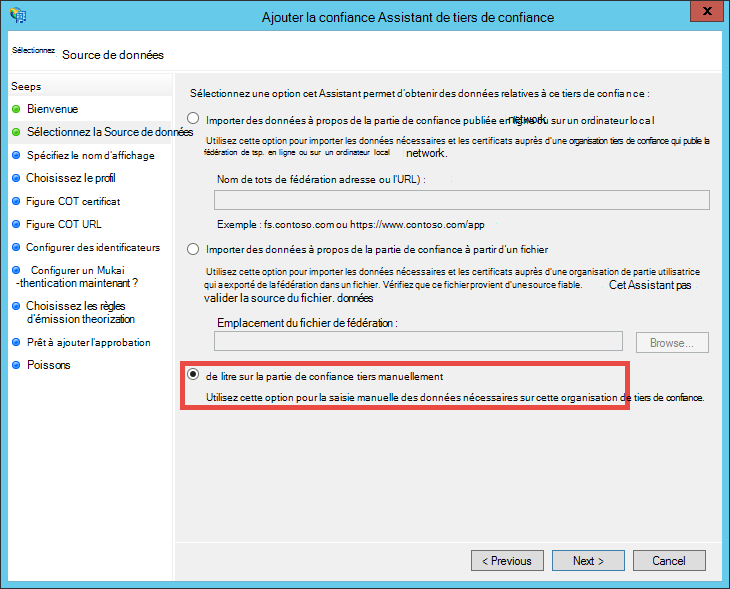 Ajouter la confiance Assistant de tiers de confiance
Sélectionnez Source de données
Seeps
Bienvenue
Sélectionnez la Source de données
Spécifiez le nom d'affichage
Choisissez le profil
Figure COT certificat
Figure COT URL
Configurer des identificateurs
Configurer un Mukai
-thentication maintenant ?
Choisissez les règles
d'émission theorization
Prêt à ajouter l'approbation
Poissons
Sélectionnez une option cet Assistant permet d'obtenir des données relatives à ce tiers de confiance :
Importer des données à propos de la partie de confiance publiée en ligne ou sur un ordinateur local
network
Utilisez cette option pour importer les données nécessaires et les certificats auprès d'une organisation tiers de confiance qui publie la
fédération de tsp. en ligne ou sur un ordinateur local network.
Nom de tots de fédération adresse ou l'URL) :
Exemple : fs.contoso.com ou https://www.contoso.com/app
Importer des données à propos de la partie de confiance à partir d'un fichier
Utilisez cette option pour importer les données nécessaires et les certificats auprès d'une organisation de partie utilisatrice
qui a exporté de la fédération dans un fichier. Vérifiez que ce fichier provient d'une source fiable. Cet Assistant pas
valider la source du fichier. données
Emplacement du fichier de fédération :
Browse...
de litre sur la partie de confiance tiers manuellement
Utilisez cette option pour la saisie manuelle des données nécessaires sur cette organisation de tiers de confiance.
< Previous
Next >
Cancel